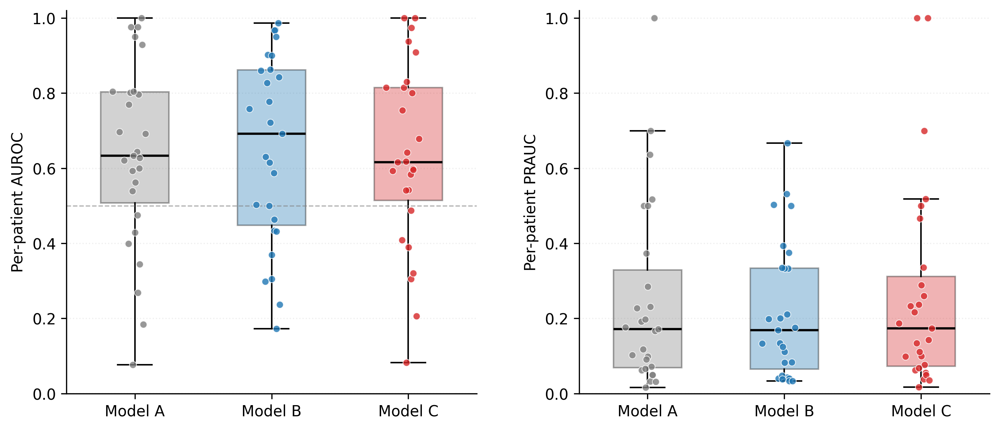 Per-patient AUROC
1.0
0.8
0.6
0.4
0.2
0.0
Model A
Model B
Model C
Per-patient PRAUC
1.0
0.8
0.6
0.4
0.2
0.0
Model A
Model B
Model C